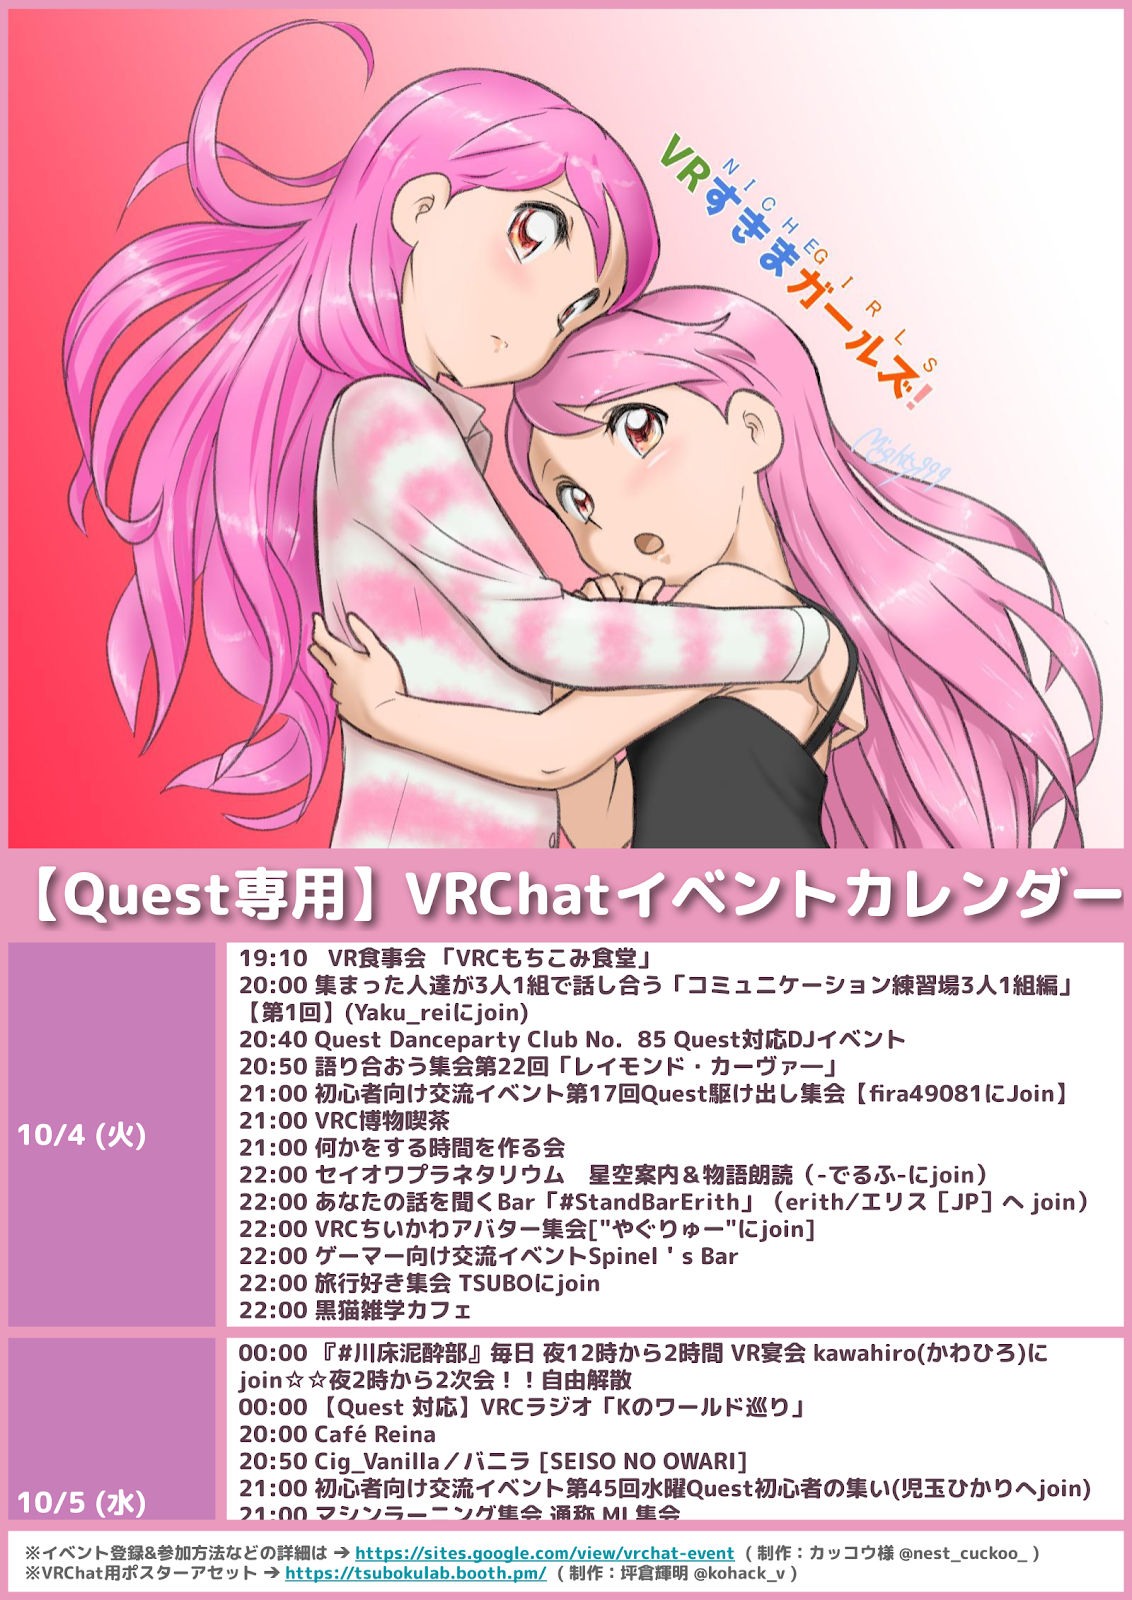 NICHE GIRLS
VRすきまガールズ!
Mighty999
【Quest専用】VRChatイベントカレンダー
10/4 (火)
19:10 VR食事会 「VRCもちこみ食堂」
20:00 集まった人達が3人1組で話し合う「コミュニケーション練習場3人1組編」
【第1回】(Yaku_reiにjoin)
20:40 Quest Danceparty Club No. 85 Quest対応DJイベント
20:50 語り合おう集会第22回「レイモンド・カーヴァー」
21:00 初心者向け交流イベント第17回Quest駆け出し集会【fira49081にJoin】
21:00 VRC博物喫茶
21:00 何かをする時間を作る会
22:00 セイオワプラネタリウム　星空案内＆物語朗読（-でるふ-にjoin）
22:00 あなたの話を聞くBar「#StandBarErith」（erith/エリス［JP］へ join）
22:00 VRCちいかわアバター集会["やぐりゅー"にjoin]
22:00 ゲーマー向け交流イベントSpinel ' s Bar
22:00 旅行好き集会 TSUBOにjoin
22:00 黒猫雑学カフェ
10/5 (水)
00:00 『#川床泥酔部』毎日 夜12時から2時間 VR宴会 kawahiro(かわひろ)に
join☆☆夜2時から2次会！！自由解散
00:00 【Quest 対応】VRCラジオ「Kのワールド巡り」
20:00 Café Reina
20:50 Cig_Vanilla／バニラ [SEISO NO OWARI]
21:00 初心者向け交流イベント第45回水曜Quest初心者の集い(児玉ひかりへjoin)
21:00 マシンラーニング集会 通称 ML集会
※イベント登録&参加方法などの詳細は ➔ https://sites.google.com/view/vrchat-event ( 制作：カッコウ様 @nest_cuckoo_ )
※VRChat用ポスターアセット ➔ https://tsubokulab.booth.pm/ ( 制作：坪倉輝明 @kohack_v )